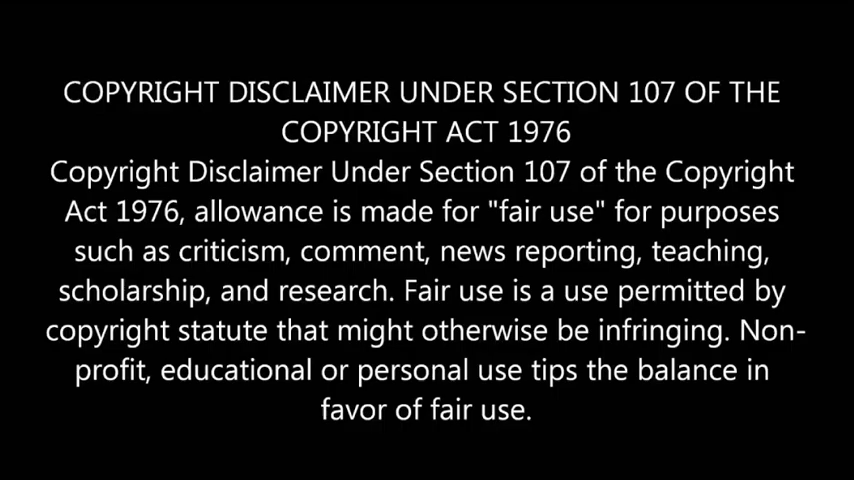 COPYRIGHT DISCLAIMER UNDER SECTION 107 OF THE
COPYRIGHT ACT 1976
Copyright Disclaimer Under Section 107 of the Copyright
Act 1976, allowance is made for "fair use" for purposes
such as criticism, comment, news reporting, teaching,
scholarship, and research. Fair use is a use permitted by
copyright statute that might otherwise be infringing. Non-
profit, educational or personal use tips the balance in
favor of fair use.